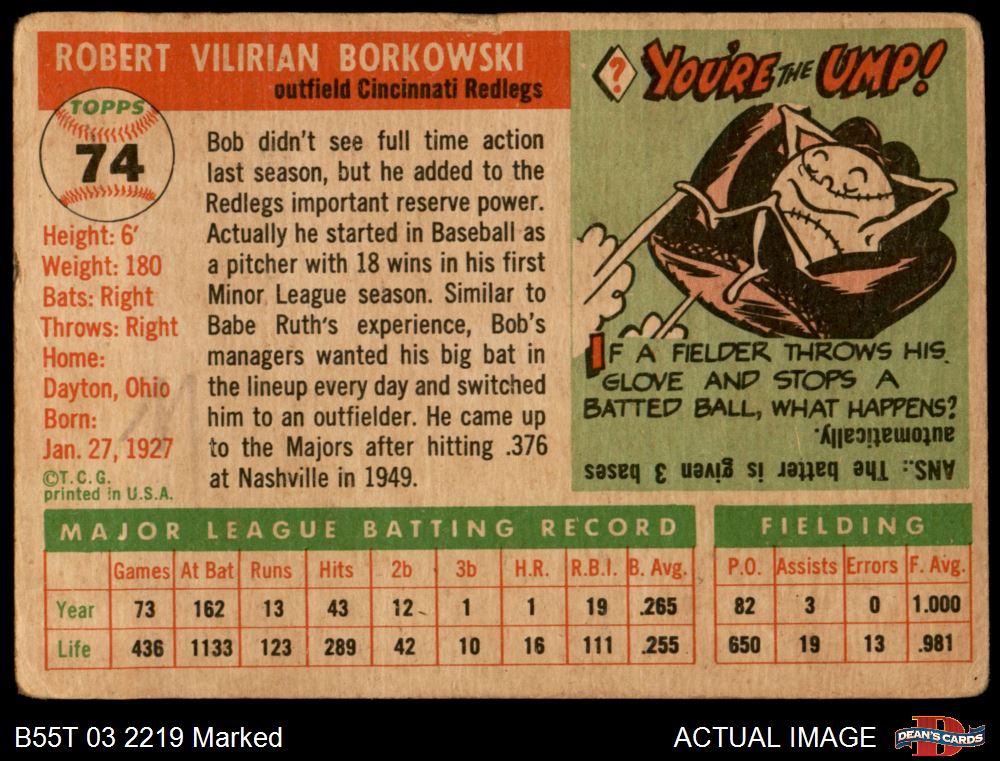 ROBERT VILIRIAN BORKOWSKI
outfield Cincinnati Redlegs
TOPPS
74
Height: 6'
Weight: 180
Bats: Right
Throws: Right
Home:
Dayton, Ohio
Born:
Jan. 27, 1927
©T.C.G.
printed in U.S.A.
Bob didn't see full time action
last season, but he added to the
Redlegs important reserve power.
Actually he started in Baseball as
a pitcher with 18 wins in his first
Minor League season. Similar to
Babe Ruth's experience, Bob's
managers wanted his big bat in
the lineup every day and switched
him to an outfielder. He came up
to the Majors after hitting .376
at Nashville in 1949.
? YOU'RE THE UMP!
IF A FIELDER THROWS HIS
GLOVE AND STOPS A
BATTED BALL, WHAT HAPPENS?
ANS.: The batter is given 3 bases
automatically.
MAJOR LEAGUE BATTING RECORD
Games At Bat Runs Hits 2b 3b H.R. R.B.I. B. Avg.
Year 73 162 13 43 12 1 1 19 .265
Life 436 1133 123 289 42 10 16 111 .255
FIELDING
P.O. Assists Errors F. Avg.
82 3 0 1.000
650 19 13 .981
B55T 03 2219 Marked
ACTUAL IMAGE
DEAN'S CARDS